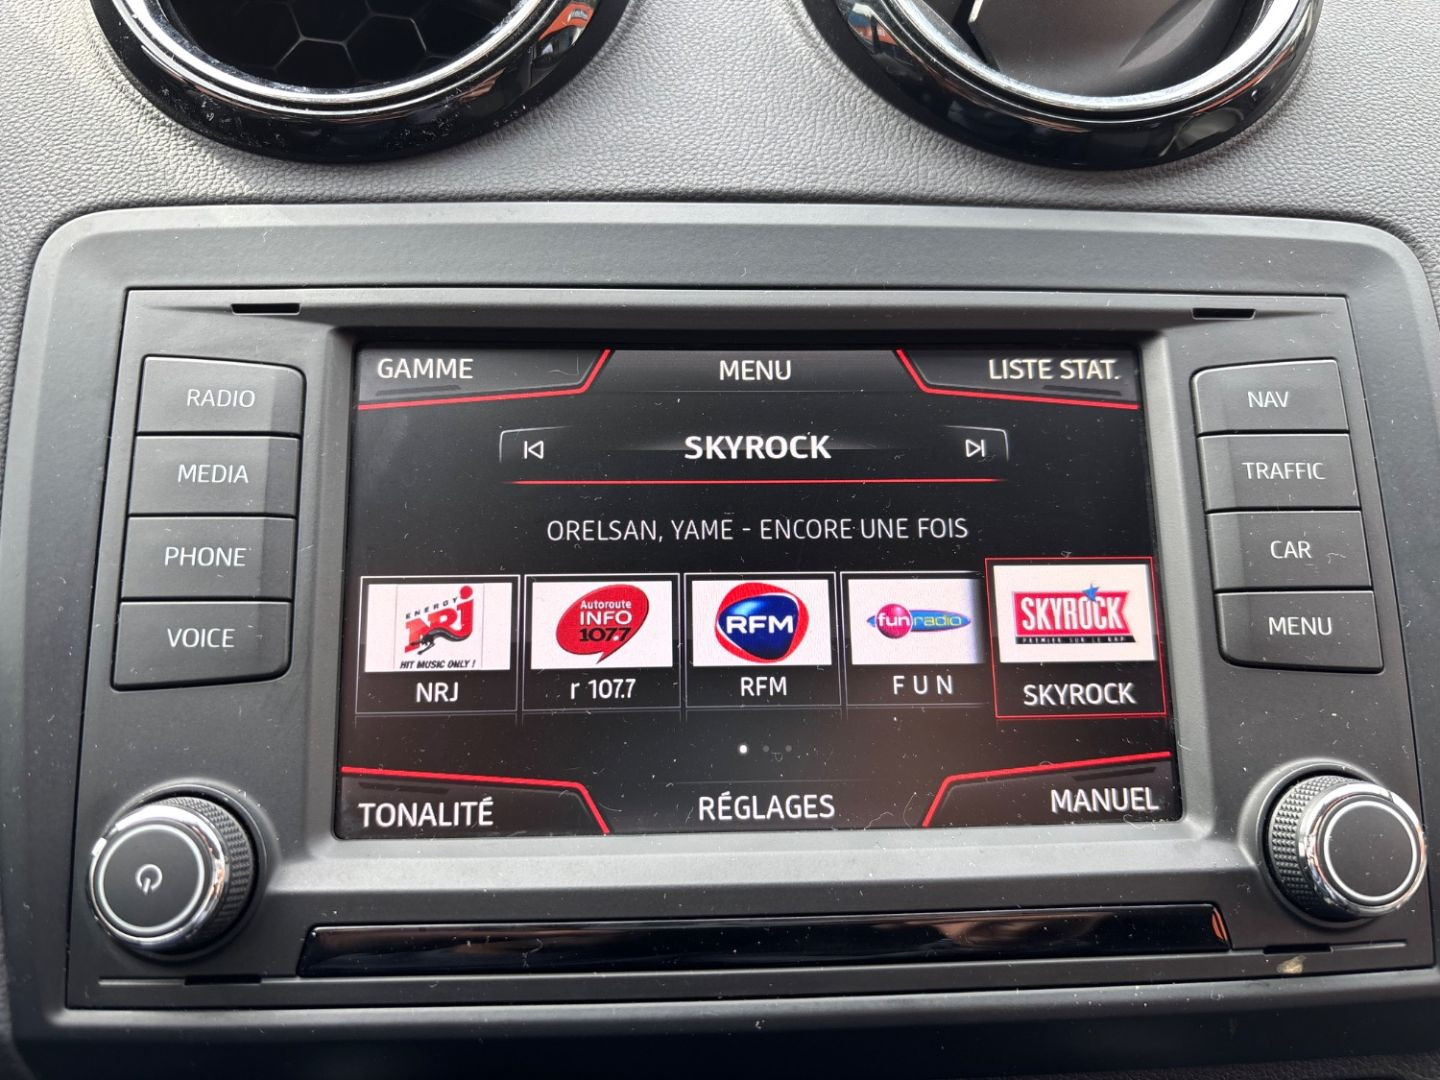 GAMME MENU LISTE STAT.
SKYROCK
ORELSAN, YAME - ENCORE UNE FOIS
ENERGY
NRJ
HIT MUSIC ONLY !
NRJ
Autoroute
INFO
107.7
r 107.7
RFM
RFM
fun radio
F U N
SKYROCK
PREMIER SUR LE RAP
SKYROCK
TONALITÉ RÉGLAGES MANUEL
RADIO
MEDIA
PHONE
VOICE
NAV
TRAFFIC
CAR
MENU